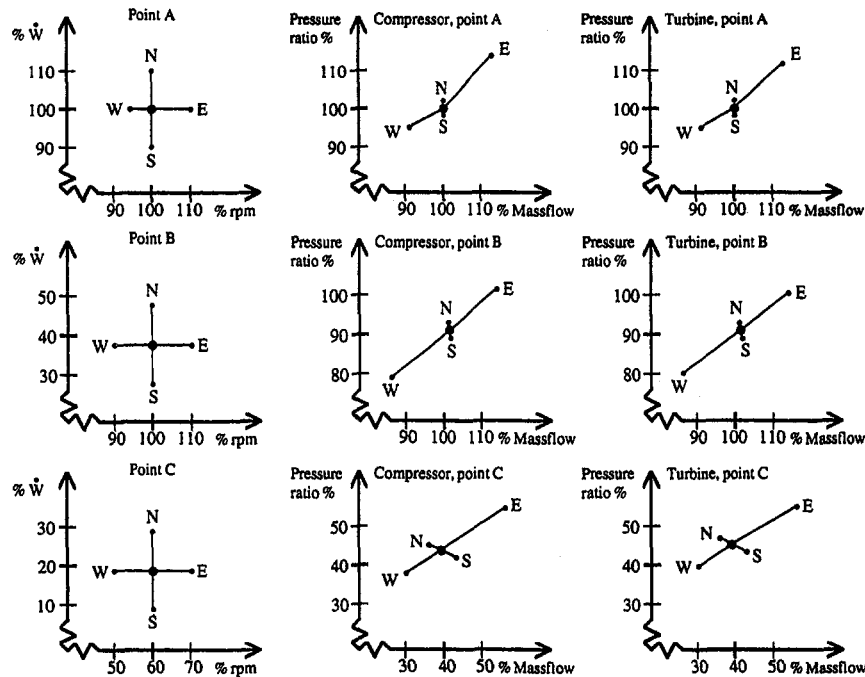 Point A
% Ẇ
N
110
100
W
E
90
S
90 100 110 % rpm
Pressure
ratio %
Compressor, point A
E
110
N
100
S
W
90
90 100 110 % Massflow
Pressure
ratio %
Turbine, point A
E
110
N
100
S
W
90
90 100 110 % Massflow
Point B
% Ẇ
50
N
40
W
E
30
S
90 100 110 % rpm
Pressure
ratio %
Compressor, point B
100
E
N
90
S
80
W
90 100 110 % Massflow
Pressure
ratio %
Turbine, point B
100
E
N
90
S
80
W
90 100 110 % Massflow
Point C
% Ẇ
30
N
20
W
E
10
S
50 60 70 % rpm
Pressure
ratio %
Compressor, point C
50
E
N
40
S
W
30
30 40 50 % Massflow
Pressure
ratio %
Turbine, point C
50
E
N
40
S
W
30
30 40 50 % Massflow